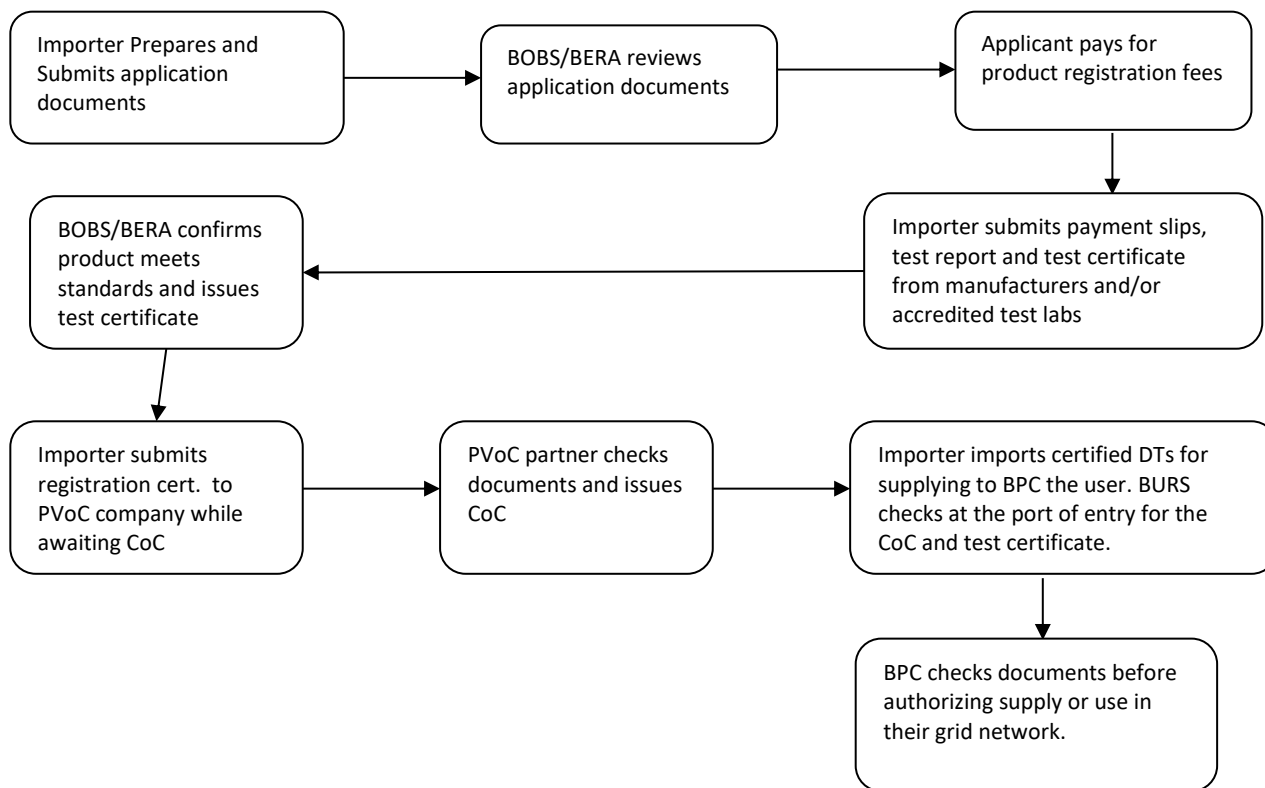 Importer Prepares and
Submits application
documents
BOBS/BERA reviews
application documents
Applicant pays for
product registration fees
Importer submits payment slips,
test report and test certificate
from manufacturers and/or
accredited test labs
BOBS/BERA confirms
product meets
standards and issues
test certificate
Importer submits
registration cert.  to
PVoC company while
awaiting CoC
PVoC partner checks
documents and issues
CoC
Importer imports certified DTs for
supplying to BPC the user. BURS
checks at the port of entry for the
CoC and test certificate.
BPC checks documents before
authorizing supply or use in
their grid network.